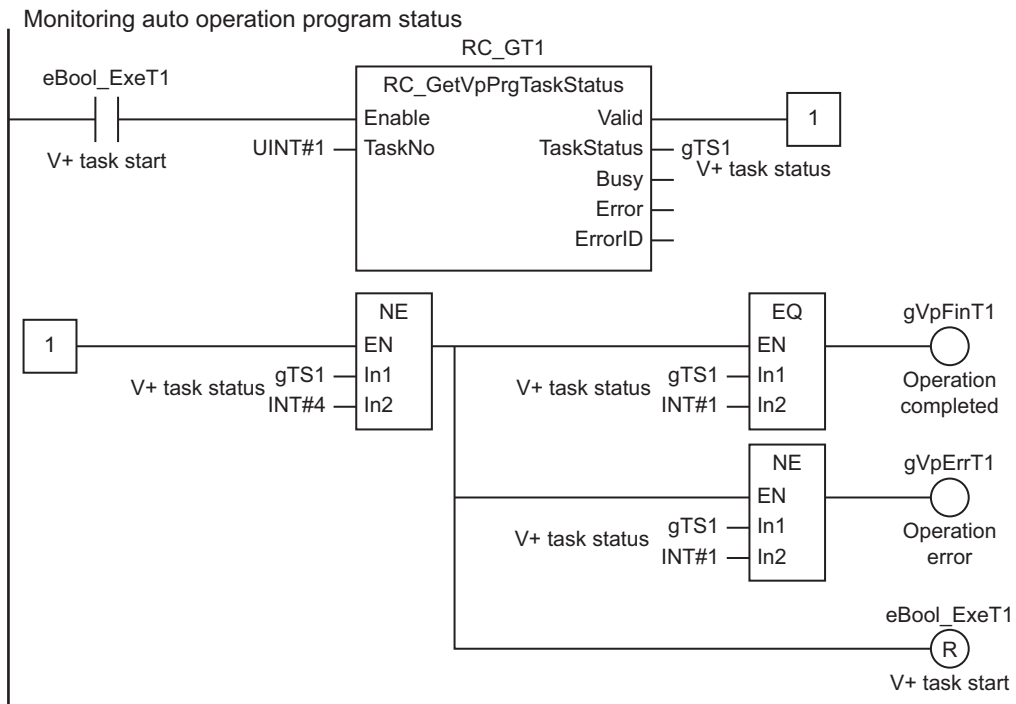 Monitoring auto operation program status
RC_GT1
eBool_ExeT1
RC_GetVpPrgTaskStatus
Enable
Valid
1
V+ task start
UINT#1
TaskNo
TaskStatus
gTS1
V+ task status
Busy
Error
ErrorID
1
NE
EN
V+ task status
gTS1
In1
INT#4
In2
EQ
EN
V+ task status
gTS1
In1
INT#1
In2
gVpFinT1
Operation
completed
NE
EN
V+ task status
gTS1
In1
INT#1
In2
gVpErrT1
Operation
error
eBool_ExeT1
R
V+ task start